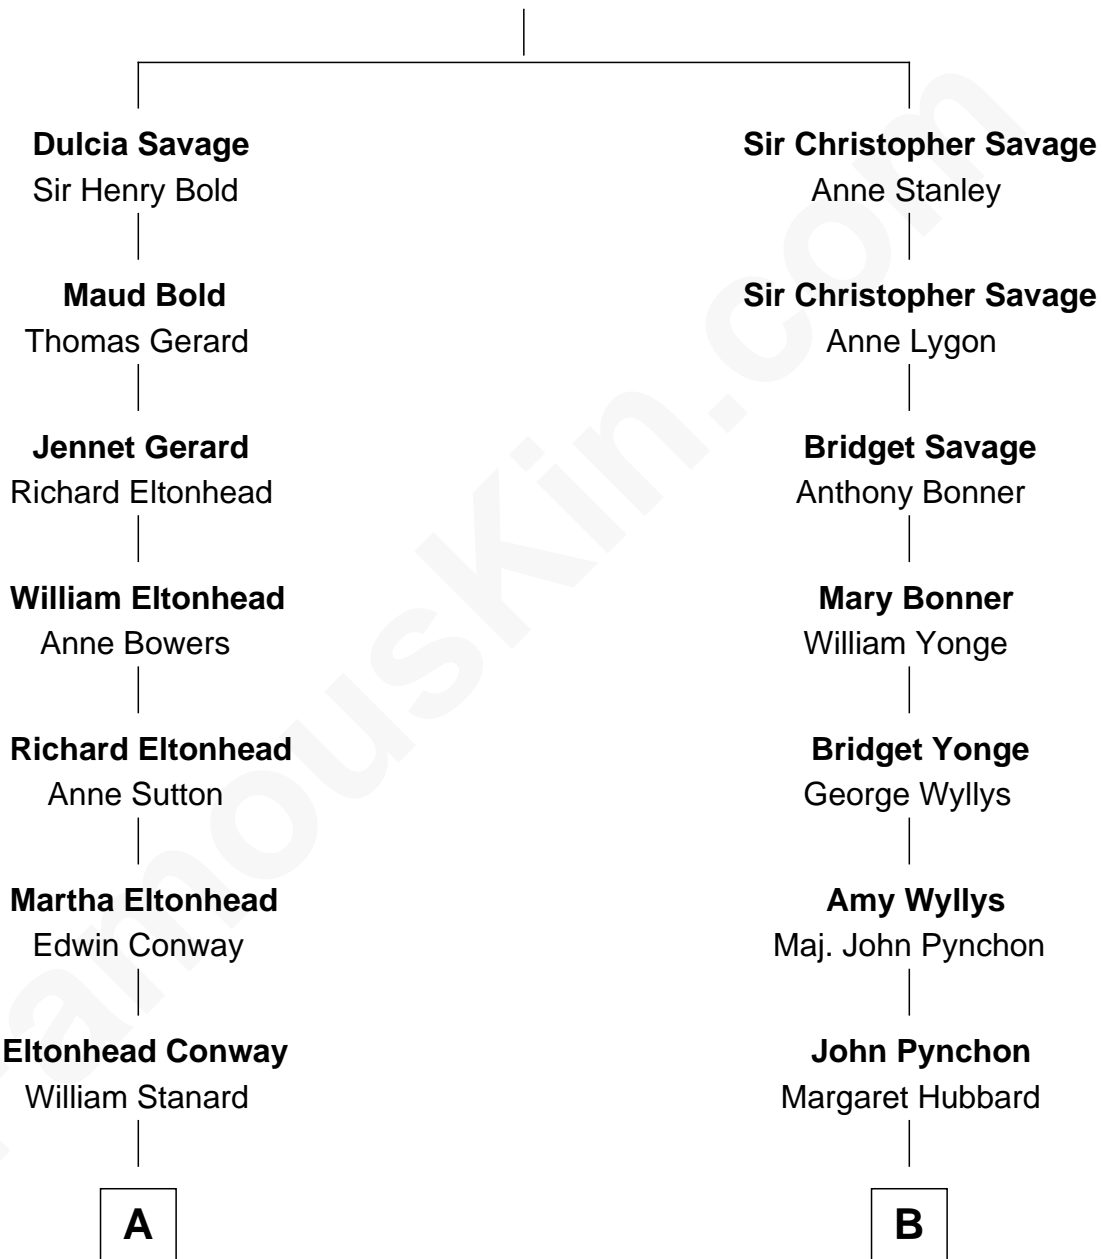 Dulcia Savage
Sir Henry Bold
Maud Bold
Thomas Gerard
Jennet Gerard
Richard Eltonhead
William Eltonhead
Anne Bowers
Richard Eltonhead
Anne Sutton
Martha Eltonhead
Edwin Conway
Eltonhead Conway
William Stanard
A
Sir Christopher Savage
Anne Stanley
Sir Christopher Savage
Anne Lygon
Bridget Savage
Anthony Bonner
Mary Bonner
William Yonge
Bridget Yonge
George Wyllys
Amy Wyllys
Maj. John Pynchon
John Pynchon
Margaret Hubbard
B
FamousKin.com